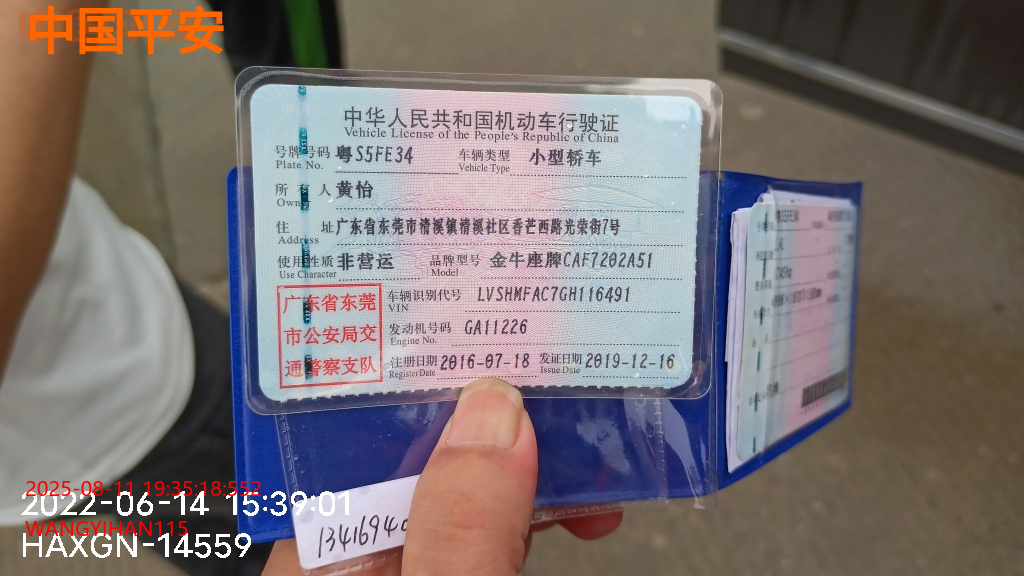 中国平安
中华人民共和国机动车行驶证
Vehicle License of the People's Republic of China
号牌号码 粤S5FE34 车辆类型 小型轿车
Plate No. Vehicle Type
所有人 黄怡
Owner
住址 广东省东莞市清溪镇清溪社区香芒西路光荣街7号
Address
使用性质 非营运 品牌型号 金牛座牌CAF7202A51
Use Character Model
广东省东莞
市公安局交
通警察支队
车辆识别代号 LVSHMFAC7GH116491
VIN
发动机号码 GA11226
Engine No.
注册日期 2016-07-18 发证日期 2019-12-16
Register Date Issue Date
1341694
2025-08-11 19:35:18:552
2022-06-14 15:39:01
WANGYIHAN115
HAXGN-14559